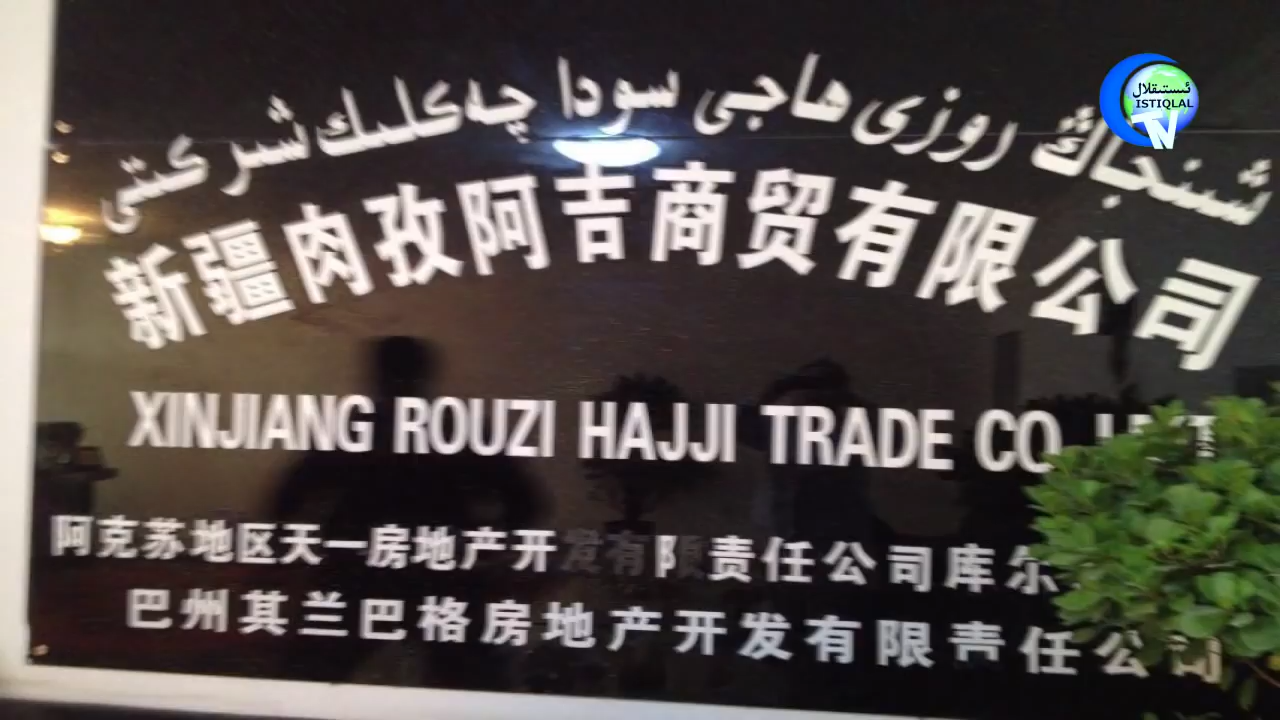 ئىستىقلال
ISTIQLAL
TV
شىنجاڭ روزى ھاجى سودا چەكلىك شىركىتى
新疆肉孜阿吉商贸有限公司
XINJIANG ROUZI HAJJI TRADE CO
阿克苏地区天一房地产开发有限责任公司库尔
巴州其兰巴格房地产开发有限责任公司